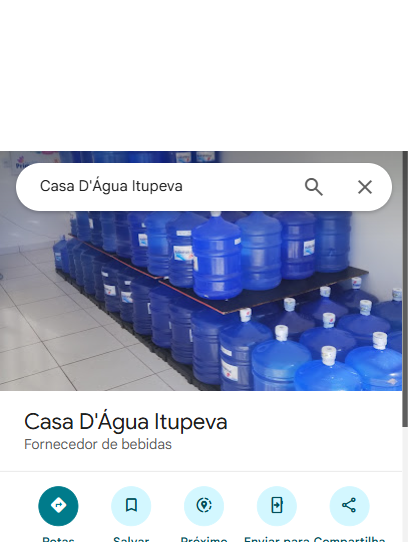 Casa D'Água Itupeva
Casa D'Água Itupeva
Fornecedor de bebidas
Rotas Salvar Próximo Enviar para Compartilha